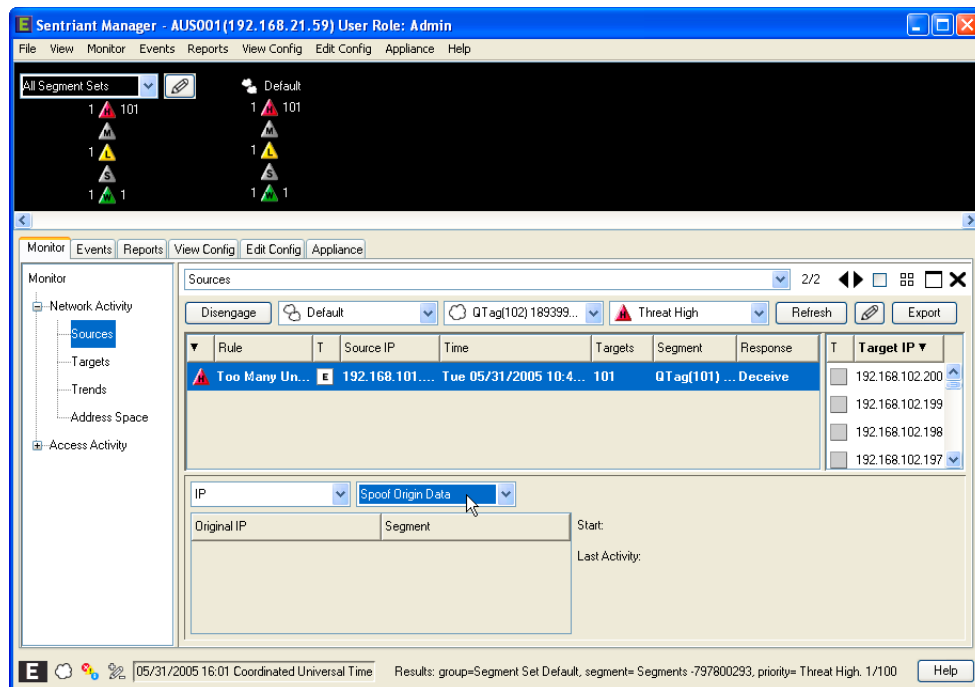 E Sentriant Manager - AUS001(192.168.21.59) User Role: Admin
File View Monitor Events Reports View Config Edit Config Appliance Help
All Segment Sets Default
1 H 101 1 H 101
M M
1 L 1 L
S S
1 W 1 1 W 1
Monitor Events Reports View Config Edit Config Appliance
Monitor
Network Activity
Sources
Targets
Trends
Address Space
Access Activity
Sources 2/2
Disengage Default QTag(102) 189399... H Threat High Refresh Export
Rule T Source IP Time Targets Segment Response T Target IP
H Too Many Un... E 192.168.101.... Tue 05/31/2005 10:4... 101 QTag(101) ... Deceive
192.168.102.200
192.168.102.199
192.168.102.198
192.168.102.197
IP Spoof Origin Data
Original IP Segment
Start:
Last Activity:
E 05/31/2005 16:01 Coordinated Universal Time Results: group=Segment Set Default, segment= Segments -797800293, priority= Threat High. 1/100 Help